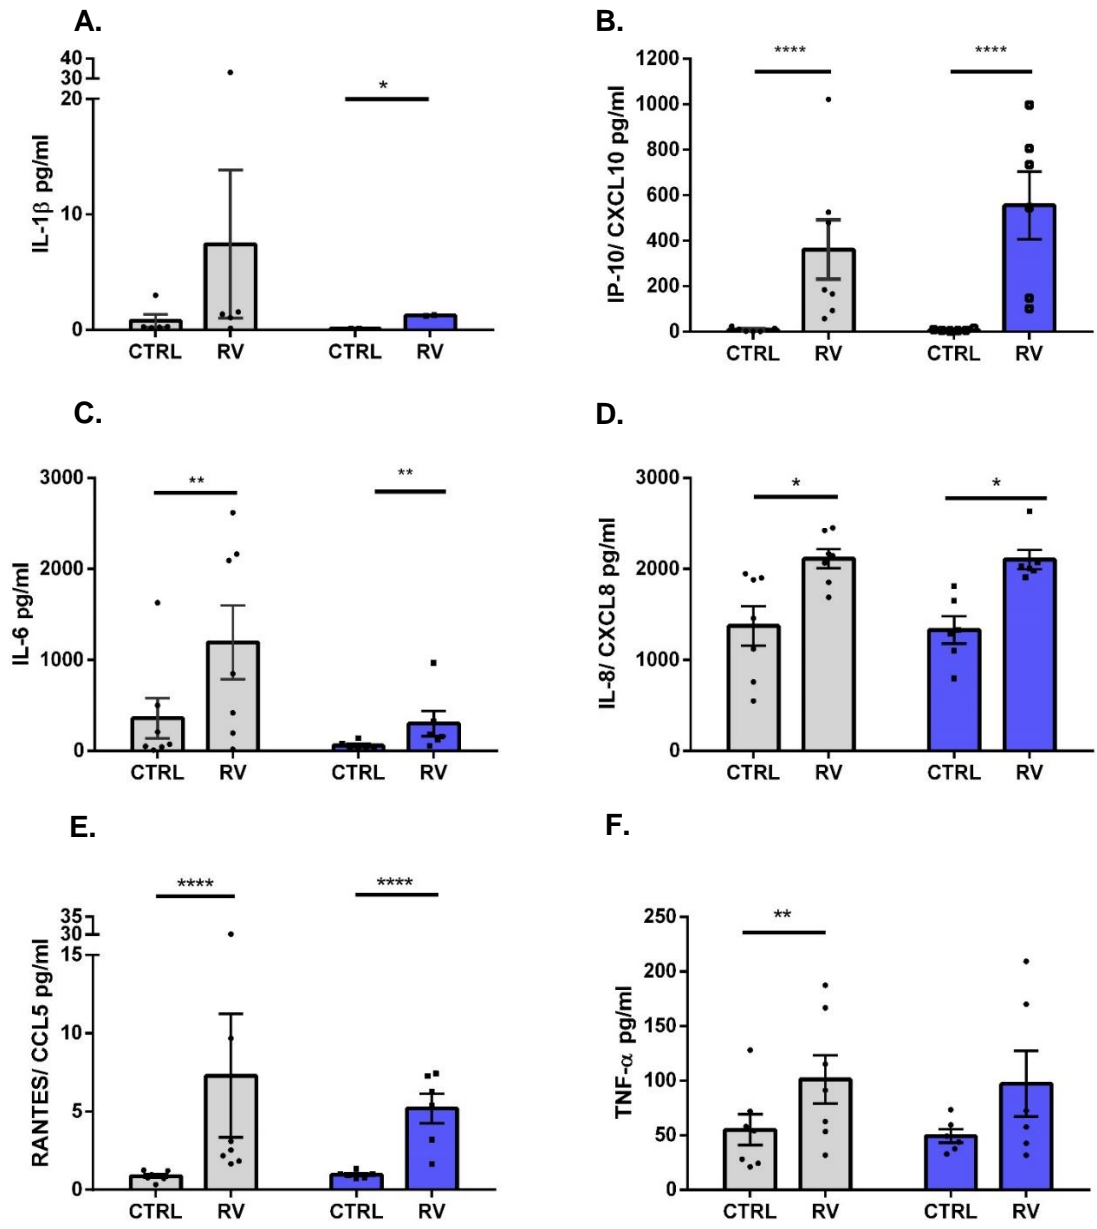 A.
IL-1β pg/ml
40
30
20
10
0
*
CTRL RV CTRL RV
B.
IP-10/ CXCL10 pg/ml
1200
1000
800
600
400
200
0
**** ****
CTRL RV CTRL RV
C.
IL-6 pg/ml
3000
2000
1000
0
** **
CTRL RV CTRL RV
D.
IL-8/ CXCL8 pg/ml
3000
2000
1000
0
* *
CTRL RV CTRL RV
E.
RANTES/ CCL5 pg/ml
35
30
15
10
5
0
**** ****
CTRL RV CTRL RV
F.
TNF-α pg/ml
250
200
150
100
50
0
**
CTRL RV CTRL RV